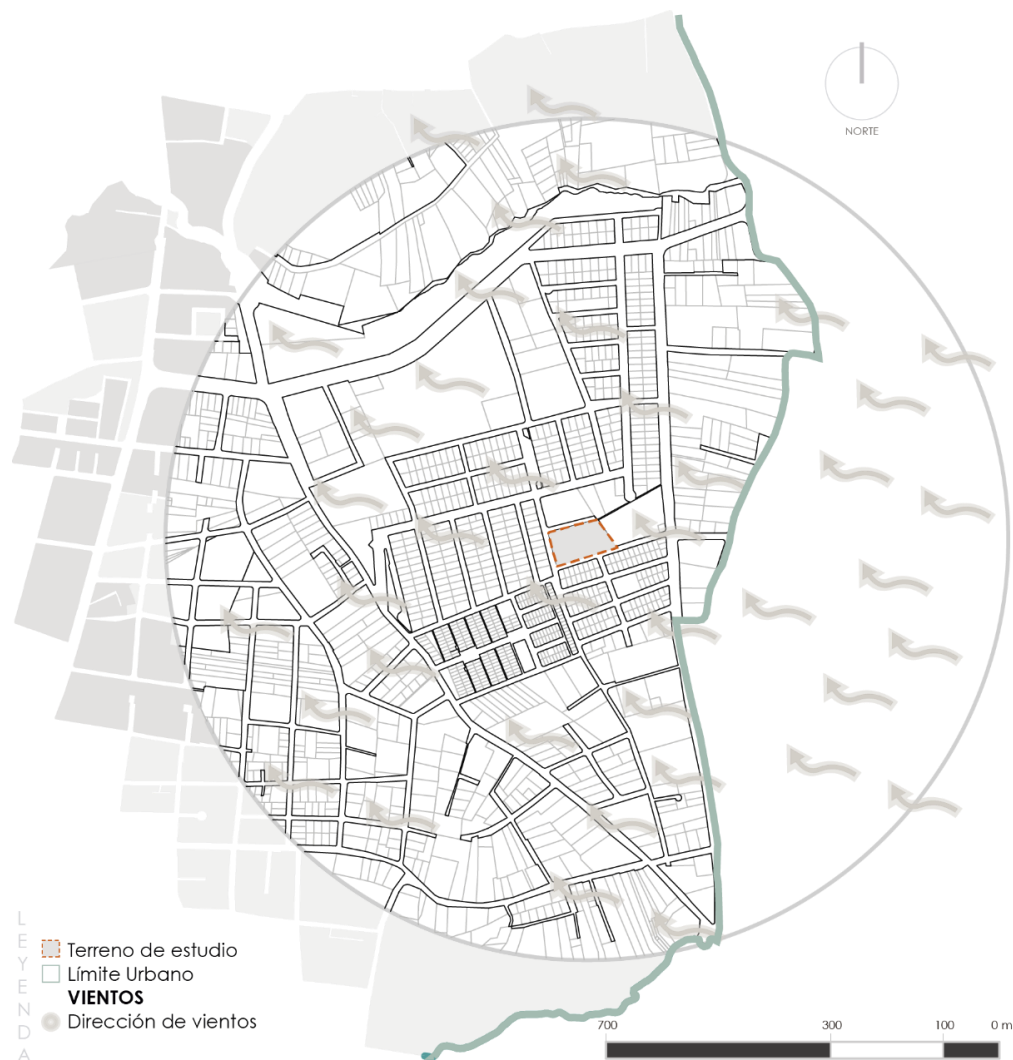 NORTE
LEYENDA
Terreno de estudio
Límite Urbano
VIENTOS
Dirección de vientos
700 300 100 0 m